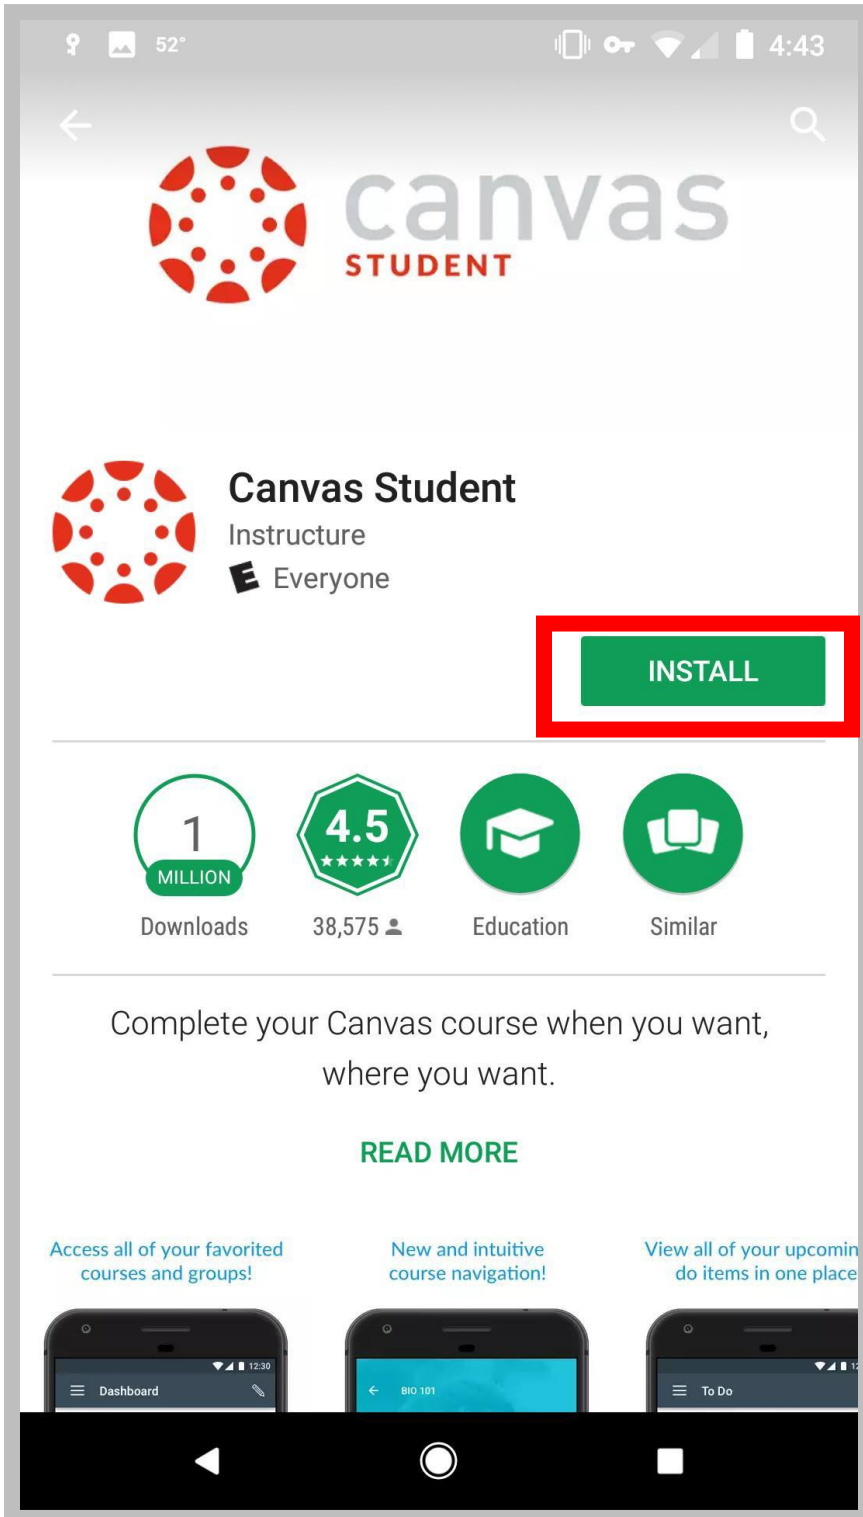 52°
4:43
canvas
STUDENT
Canvas Student
Instructure
E Everyone
INSTALL
1
MILLION
Downloads
4.5
38,575
Education
Similar
Complete your Canvas course when you want,
where you want.
READ MORE
Access all of your favorited
courses and groups!
New and intuitive
course navigation!
View all of your upcomin
do items in one place
12:30
Dashboard
BIO 101
12
To Do